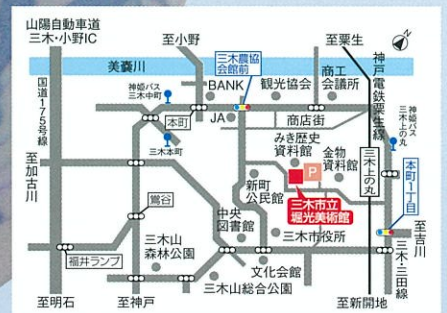 山陽自動車道
三木・小野IC
至小野
三木農協
会館前
至粟生
美嚢川
国道175号線
神姫バス
三木中町
BANK
観光協会
商工
会議所
神戸電鉄粟生線
本町
JA
商店街
神姫バス
三木上の丸
三木本町
みき歴史
資料館
金物
資料館
三木上の丸
至加古川
P
本町1丁目
新町
公民館
三木市立
堀光美術館
鶯谷
中央
図書館
三木市役所
至吉川
三木・三田線
福井ランプ
三木山
森林公園
文化会館
三木山総合公園
至明石
至神戸
至新開地